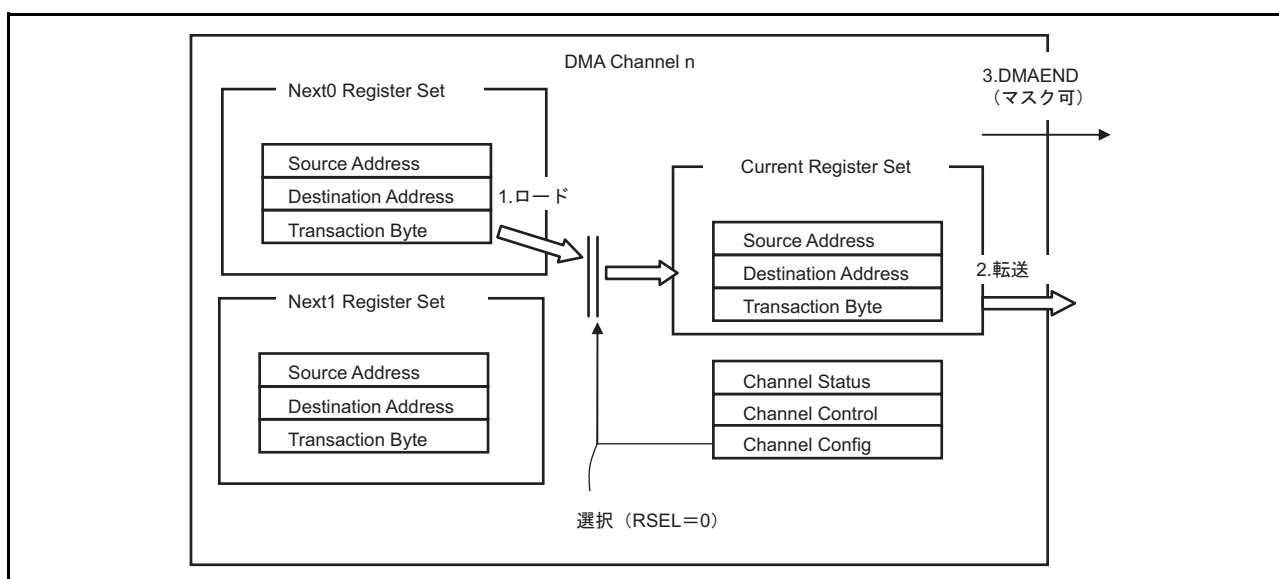 DMA Channel n
Next0 Register Set
Source Address
Destination Address
Transaction Byte
1.ロード
Next1 Register Set
Source Address
Destination Address
Transaction Byte
選択（RSEL＝0）
Current Register Set
Source Address
Destination Address
Transaction Byte
2.転送
Channel Status
Channel Control
Channel Config
3.DMAEND
（マスク可）